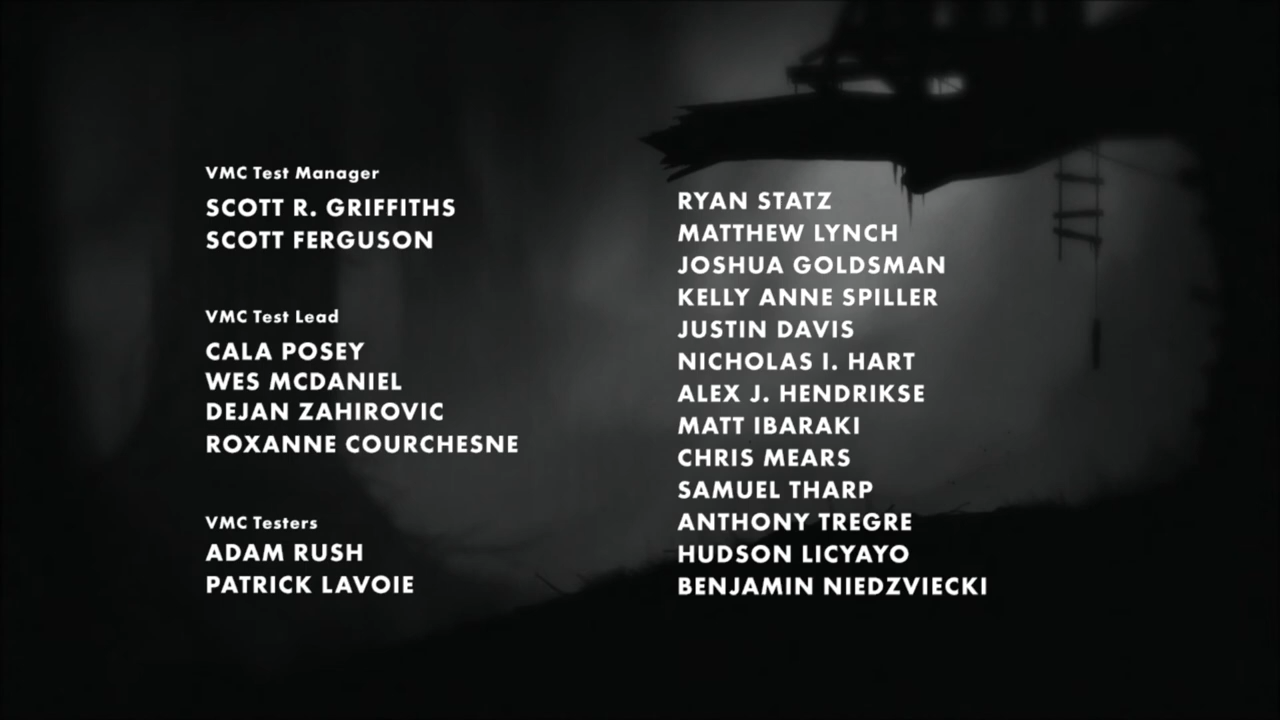 VMC Test Manager
SCOTT R. GRIFFITHS
SCOTT FERGUSON
VMC Test Lead
CALA POSEY
WES MCDANIEL
DEJAN ZAHIROVIC
ROXANNE COURCHESNE
VMC Testers
ADAM RUSH
PATRICK LAVOIE
RYAN STATZ
MATTHEW LYNCH
JOSHUA GOLDSMAN
KELLY ANNE SPILLER
JUSTIN DAVIS
NICHOLAS I. HART
ALEX J. HENDRIKSE
MATT IBARAKI
CHRIS MEARS
SAMUEL THARP
ANTHONY TREGRE
HUDSON LICYAYO
BENJAMIN NIEDZVIECKI